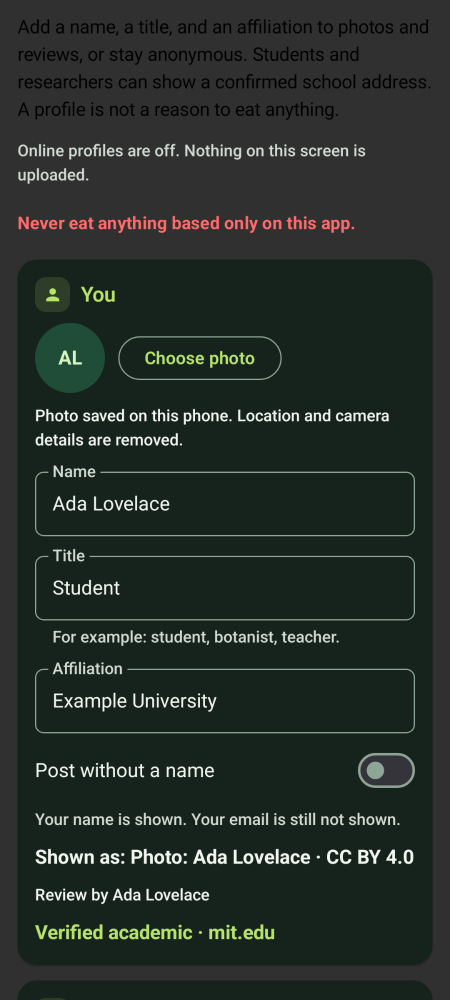 Add a name, a title, and an affiliation to photos and
reviews, or stay anonymous. Students and
researchers can show a confirmed school address.
A profile is not a reason to eat anything.
Online profiles are off. Nothing on this screen is
uploaded.
Never eat anything based only on this app.
You
AL
Choose photo
Photo saved on this phone. Location and camera
details are removed.
Name
Ada Lovelace
Title
Student
For example: student, botanist, teacher.
Affiliation
Example University
Post without a name
Your name is shown. Your email is still not shown.
Shown as: Photo: Ada Lovelace · CC BY 4.0
Review by Ada Lovelace
Verified academic · mit.edu